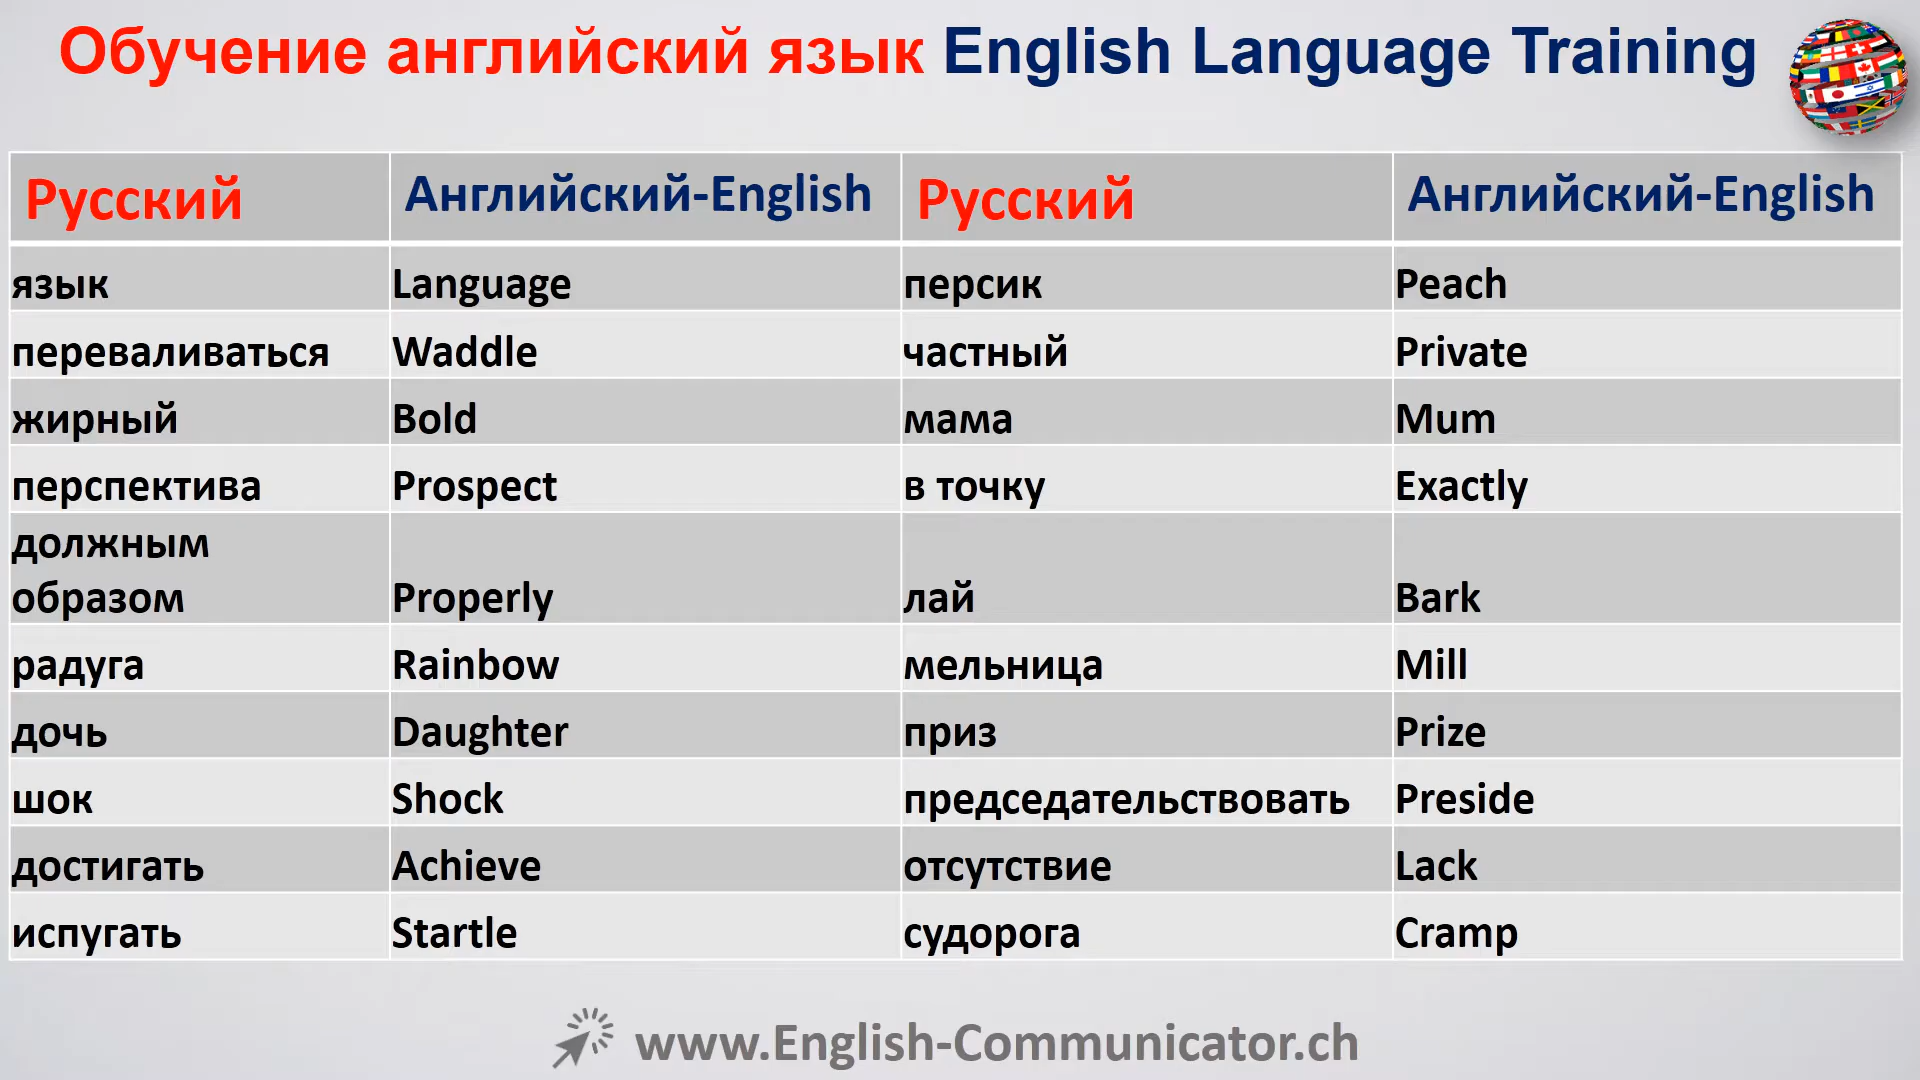 Обучение английский язык English Language Training
Русский Английский-English Русский Английский-English
язык Language персик Peach
переваливаться Waddle частный Private
жирный Bold мама Mum
перспектива Prospect в точку Exactly
должным
образом Properly лай Bark
радуга Rainbow мельница Mill
дочь Daughter приз Prize
шок Shock председательствовать Preside
достигать Achieve отсутствие Lack
испугать Startle судорога Cramp
www.English-Communicator.ch